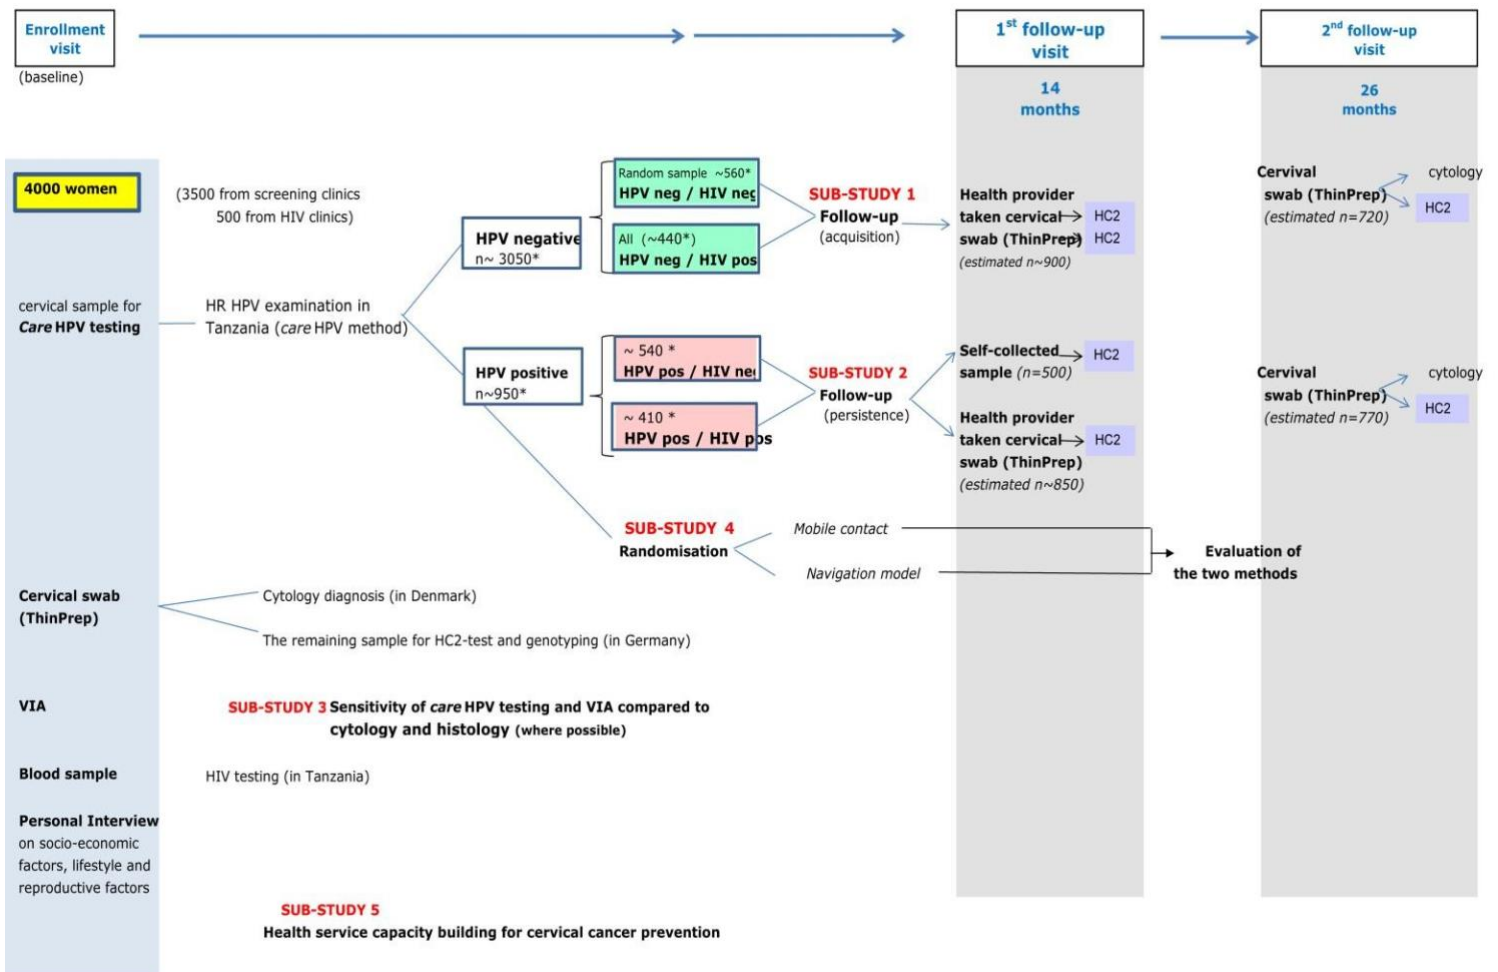 Enrollment
visit
(baseline)
1st follow-up
visit
2nd follow-up
visit
14
months
26
months
4000 women
(3500 from screening clinics
500 from HIV clinics)
cervical sample for
Care HPV testing
HR HPV examination in
Tanzania (care HPV method)
HPV negative
n~ 3050*
HPV positive
n~950*
Random sample ~560*
HPV neg / HIV neg
All (~440*)
HPV neg / HIV pos
~ 540 *
HPV pos / HIV neg
~ 410 *
HPV pos / HIV pos
SUB-STUDY 1
Follow-up
(acquisition)
SUB-STUDY 2
Follow-up
(persistence)
Health provider
taken cervical HC2
swab (ThinPrep) HC2
(estimated n~900)
Self-collected
sample (n=500)
HC2
Health provider
taken cervical HC2
swab (ThinPrep)
(estimated n~850)
Cervival
swab (ThinPrep)
(estimated n=720)
cytology
HC2
Cervival
swab (ThinPrep)
(estimated n=770)
cytology
HC2
SUB-STUDY 4
Randomisation
Mobile contact
Navigation model
Evaluation of
the two methods
Cervical swab
(ThinPrep)
Cytology diagnosis (in Denmark)
The remaining sample for HC2-test and genotyping (in Germany)
VIA
SUB-STUDY 3 Sensitivity of care HPV testing and VIA compared to
cytology and histology (where possible)
Blood sample
HIV testing (in Tanzania)
Personal Interview
on socio-economic
factors, lifestyle and
reproductive factors
SUB-STUDY 5
Health service capacity building for cervical cancer prevention